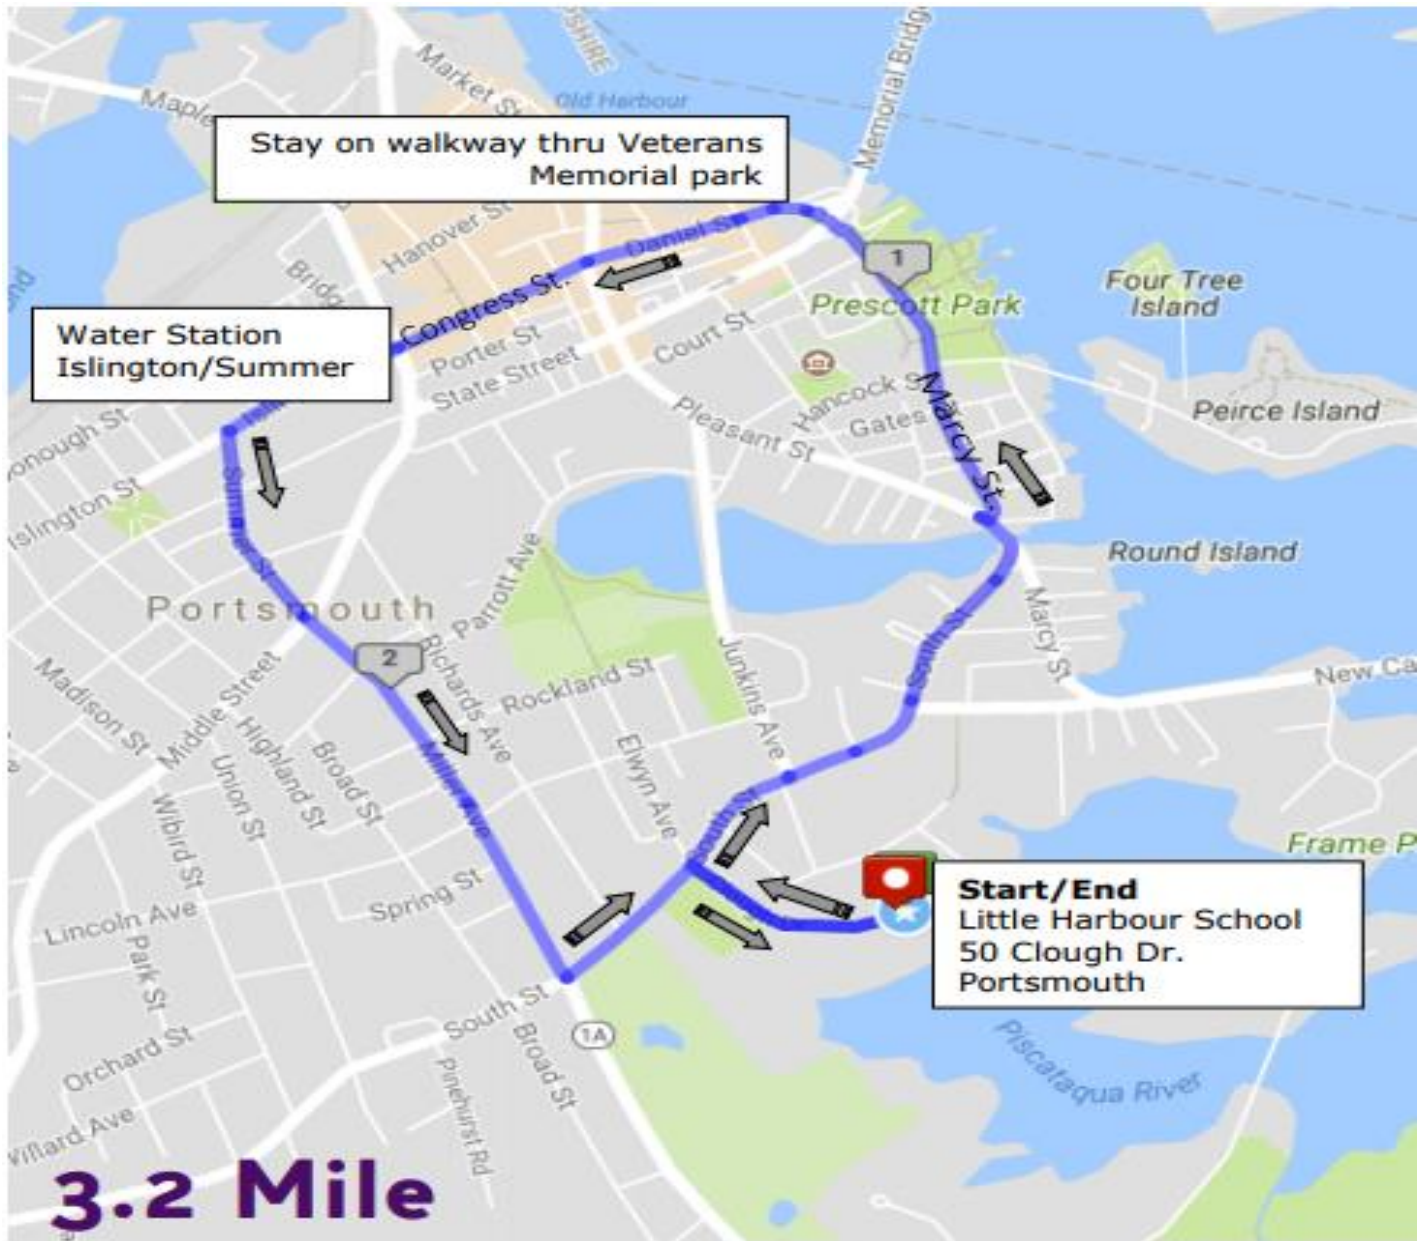 PSHIRE
Memorial Bridge
Market St
Maple
Old Harbour
Stay on walkway thru Veterans
Memorial park
Hanover St
Daniel St
1
Bridg
Four Tree
Island
Prescott Park
Congress St.
Water Station
Islington/Summer
Porter St
Court St
State Street
Hancock S
Gates
Marcy St.
Peirce Island
Pleasant St
onough St
Islington St
Summer St
Round Island
Parrott Ave
Portsmouth
Marcy St
South St
2
Richards Ave
Junkins Ave
Rockland St
New Ca
Madison St
Middle Street
Highland St
Union St
Broad St
Elwyn Ave
Miller Ave
South St
Wibird St
Frame P
Spring St
Lincoln Ave
Start/End
Little Harbour School
50 Clough Dr.
Portsmouth
Park St
South St
1A
Broad St
Orchard St
Pinehurst Rd
Piscataqua River
Willard Ave
3.2 Mile